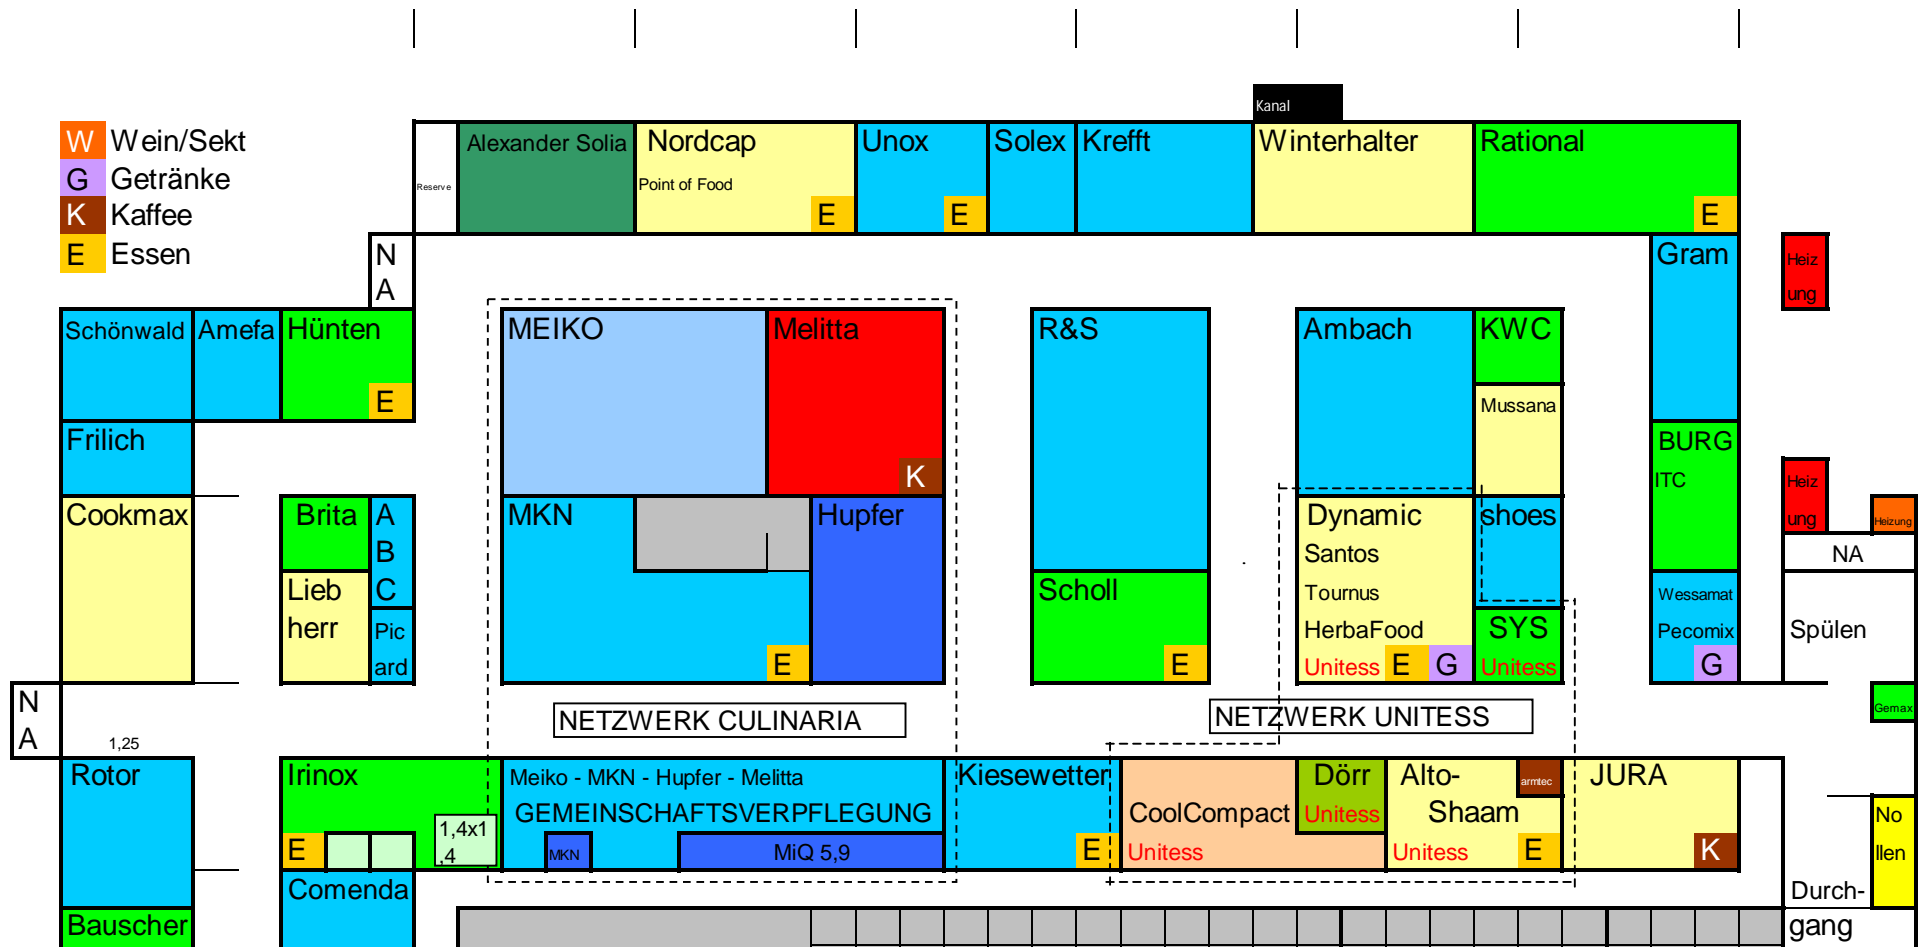 Kanal
W Wein/Sekt
G Getränke
K Kaffee
E Essen
Reserve
Alexander Solia
Nordcap
Point of Food
E
Unox
E
Solex
Krefft
Winterhalter
Rational
E
N
A
Gram
Heiz
ung
Schönwald
Amefa
Hünten
E
MEIKO
Melitta
K
R&S
Ambach
KWC
Mussana
Frilich
BURG
ITC
Heiz
ung
Heizung
NA
Cookmax
Brita
A
B
C
Lieb
herr
Pic
ard
MKN
E
Hupfer
Scholl
E
Dynamic
Santos
Tournus
HerbaFood
Unitess E G
shoes
SYS
Unitess
Wessamat
Pecomix
G
Spülen
N
A
1,25
NETZWERK CULINARIA
NETZWERK UNITESS
Gemax
Rotor
Irinox
E
1,4x1
,4
Meiko - MKN - Hupfer - Melitta
GEMEINSCHAFTSVERPFLEGUNG
MKN
MiQ 5,9
Kiesewetter
E
CoolCompact
Unitess
Dörr
Unitess
Alto-
Shaam
Unitess E
armtec
JURA
K
No
llen
Comenda
Bauscher
Durch-
gang